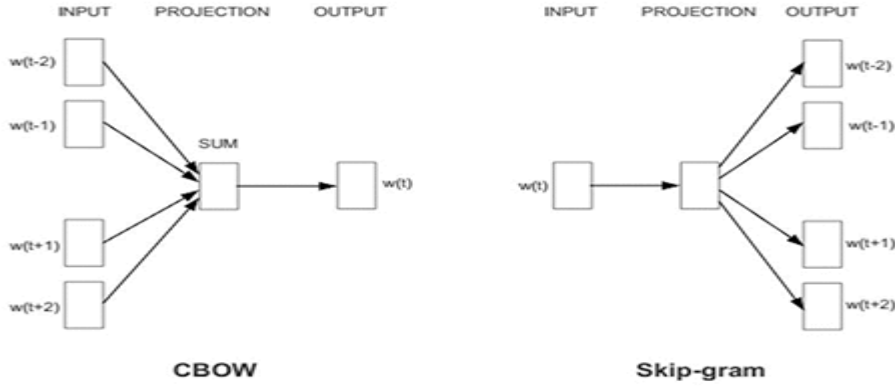 INPUT PROJECTION OUTPUT
w(t-2)
w(t-1)
SUM
w(t)
w(t+1)
w(t+2)
CBOW
INPUT PROJECTION OUTPUT
w(t-2)
w(t-1)
w(t)
w(t+1)
w(t+2)
Skip-gram